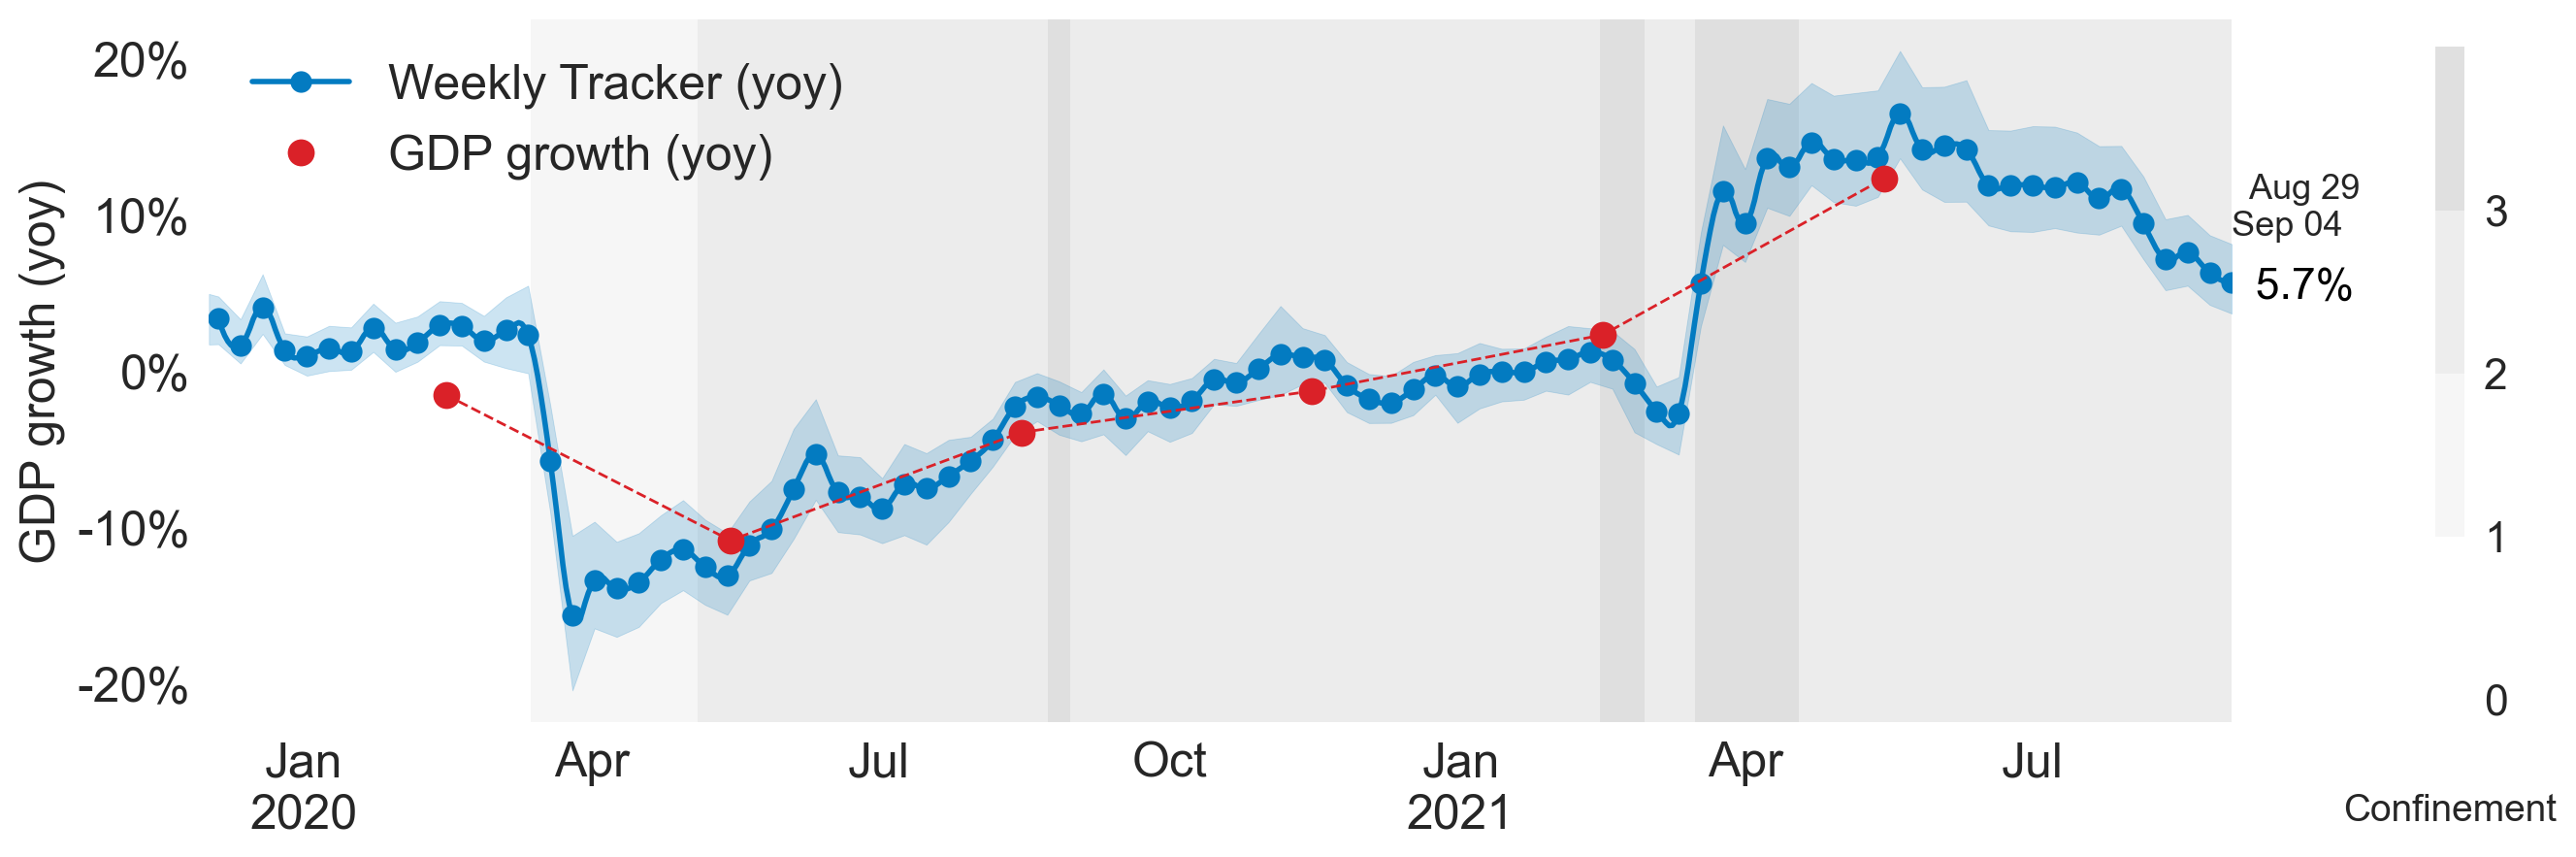 Weekly Tracker (yoy)
GDP growth (yoy)
GDP growth (yoy)
20%
10%
0%
-10%
-20%
Jan
2020
Apr
Jul
Oct
Jan
2021
Apr
Jul
Aug 29
Sep 04
5.7%
3
2
1
0
Confinement